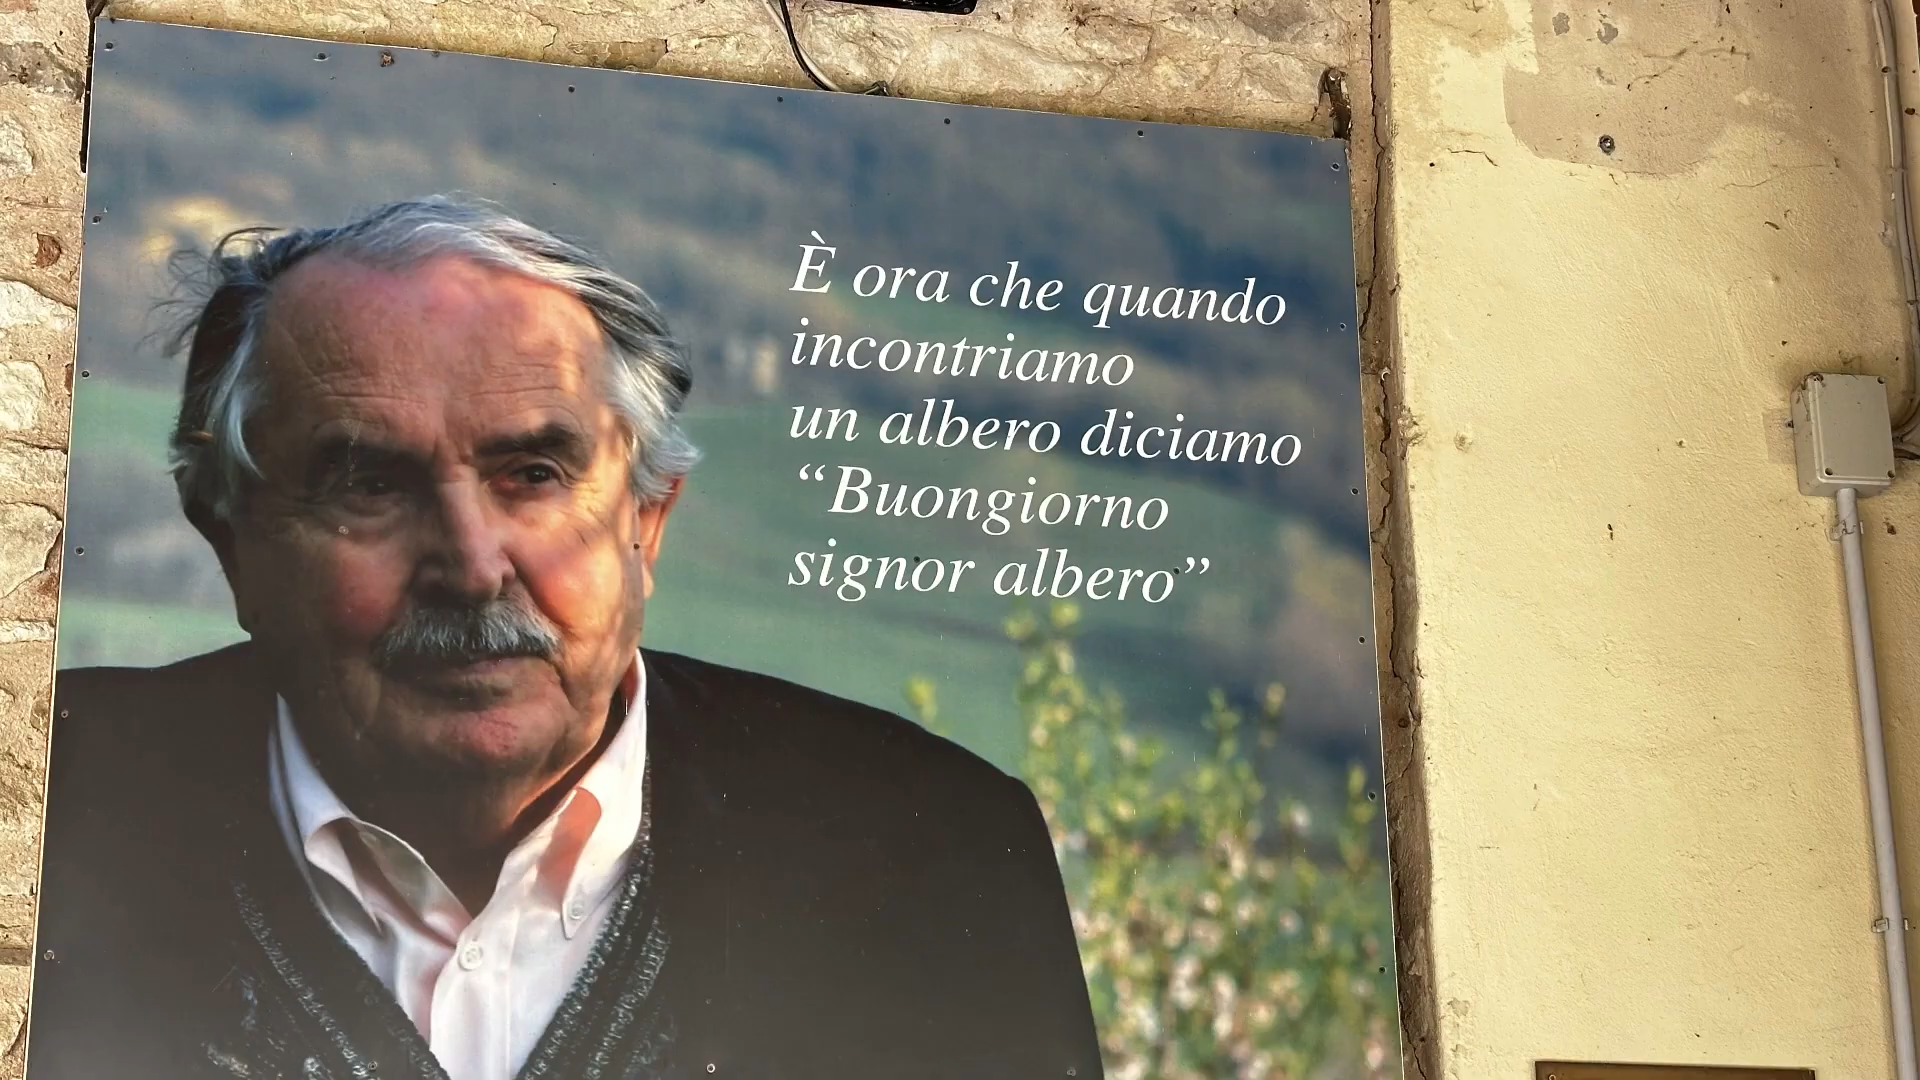 È ora che quando
incontriamo
un albero diciamo
“Buongiorno
signor albero”